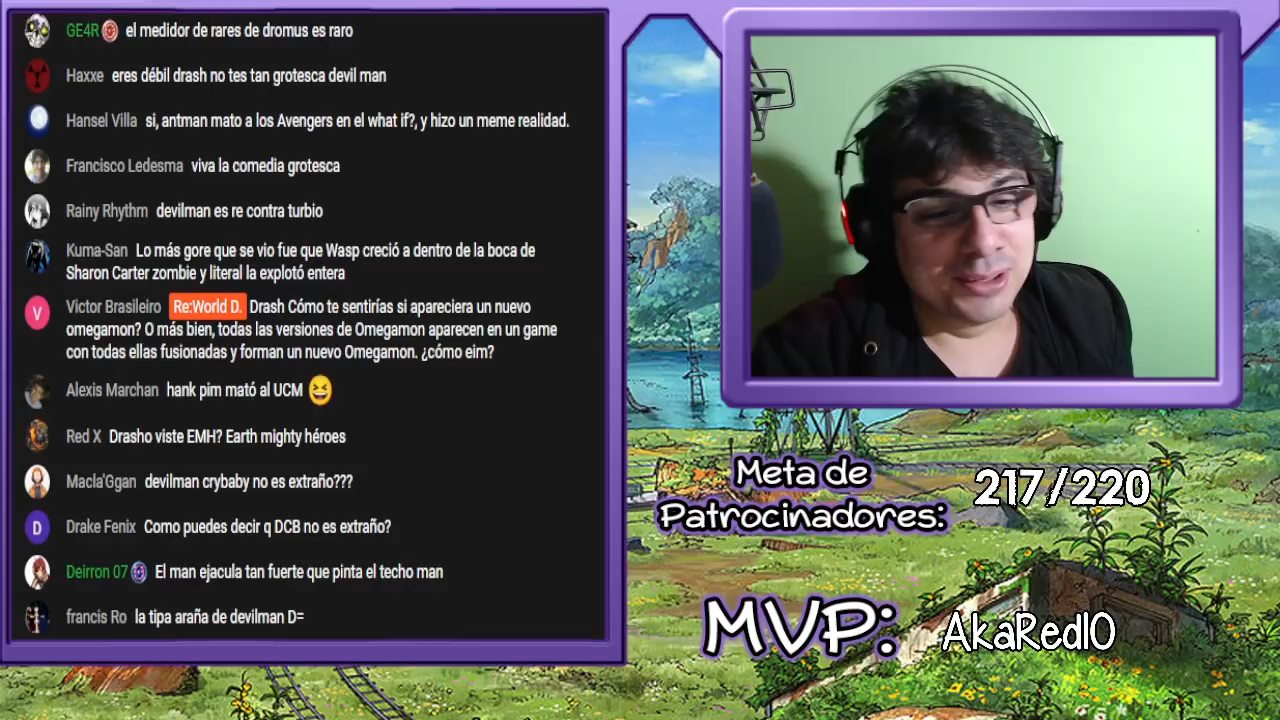 GE4R el medidor de rares de dromus es raro
Haxxe eres débil drash no tes tan grotesca devil man
Hansel Villa si, antman mato a los Avengers en el what if?, y hizo un meme realidad.
Francisco Ledesma viva la comedia grotesca
Rainy Rhythm devilman es re contra turbio
Kuma-San Lo más gore que se vio fue que Wasp creció a dentro de la boca de
Sharon Carter zombie y literal la explotó entera
V
Victor Brasileiro Re:World D. Drash Cómo te sentirías si apareciera un nuevo
omegamon? O más bien, todas las versiones de Omegamon aparecen en un game
con todas ellas fusionadas y forman un nuevo Omegamon. ¿cómo eim?
Alexis Marchan hank pim mató al UCM
Red X Drasho viste EMH? Earth mighty héroes
Macla'Ggan devilman crybaby no es extraño???
D
Drake Fenix Como puedes decir q DCB no es extraño?
Deirron 07 El man ejacula tan fuerte que pinta el techo man
francis Ro la tipa araña de devilman D=
Meta de
Patrocinadores:
217/220
MVP:
AkaRed10